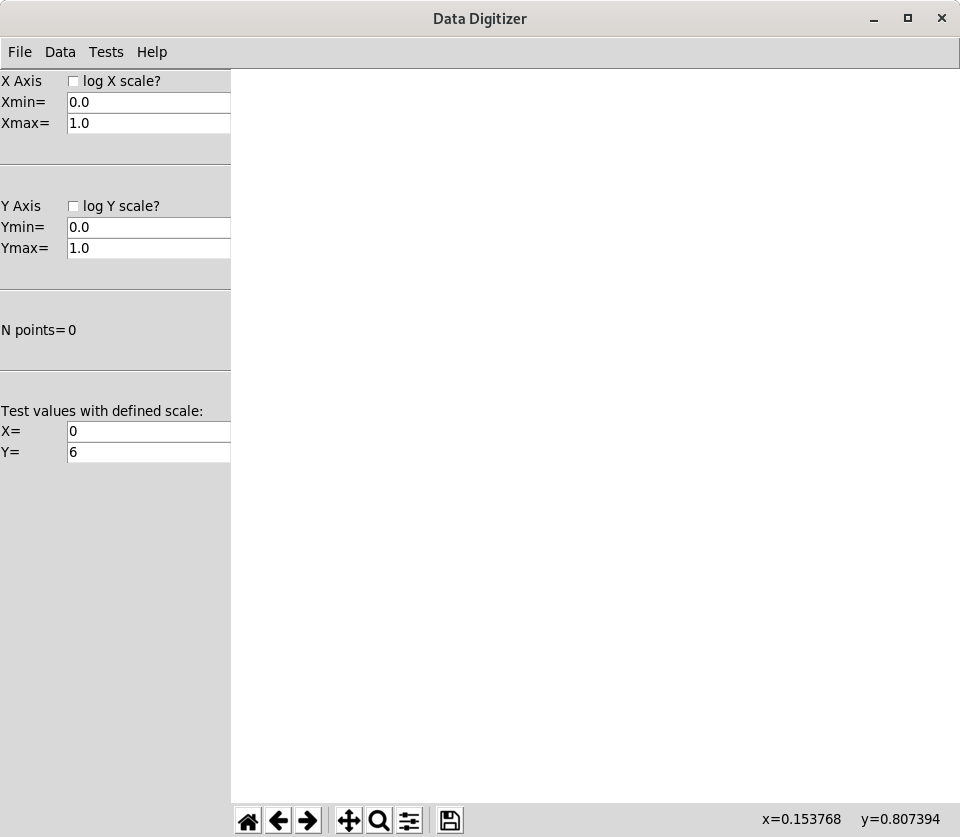 Data Digitizer
File Data Tests Help
X Axis log X scale?
Xmin= 0.0
Xmax= 1.0
Y Axis log Y scale?
Ymin= 0.0
Ymax= 1.0
N points= 0
Test values with defined scale:
X= 0
Y= 6
x=0.153768 y=0.807394